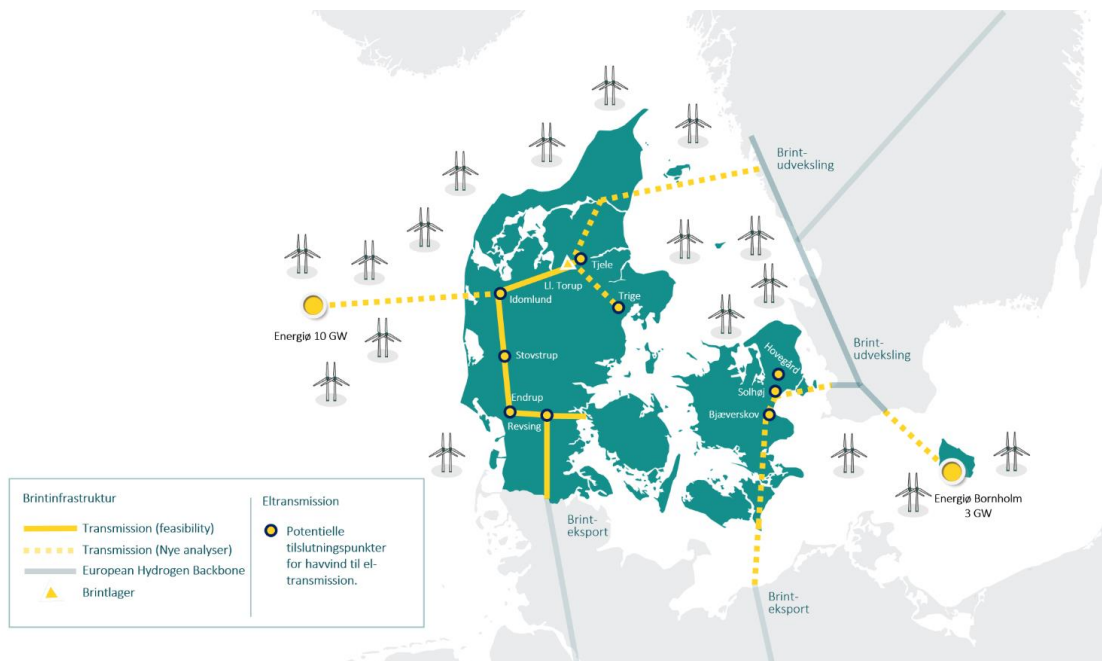 Brint-
udveksling
Tjele
Ll. Torup
Idomlund
Trige
Energiø 10 GW
Brint-
udveksling
Stovstrup
Hovegård
Solhøj
Endrup
Bjæverskov
Revsing
Energiø Bornholm
3 GW
Brint-
eksport
Brint-
eksport
Brintinfrastruktur
Transmission (feasibility)
Transmission (Nye analyser)
European Hydrogen Backbone
Brintlager
Eltransmission
Potentielle
tilslutningspunkter
for havvind til el-
transmission.